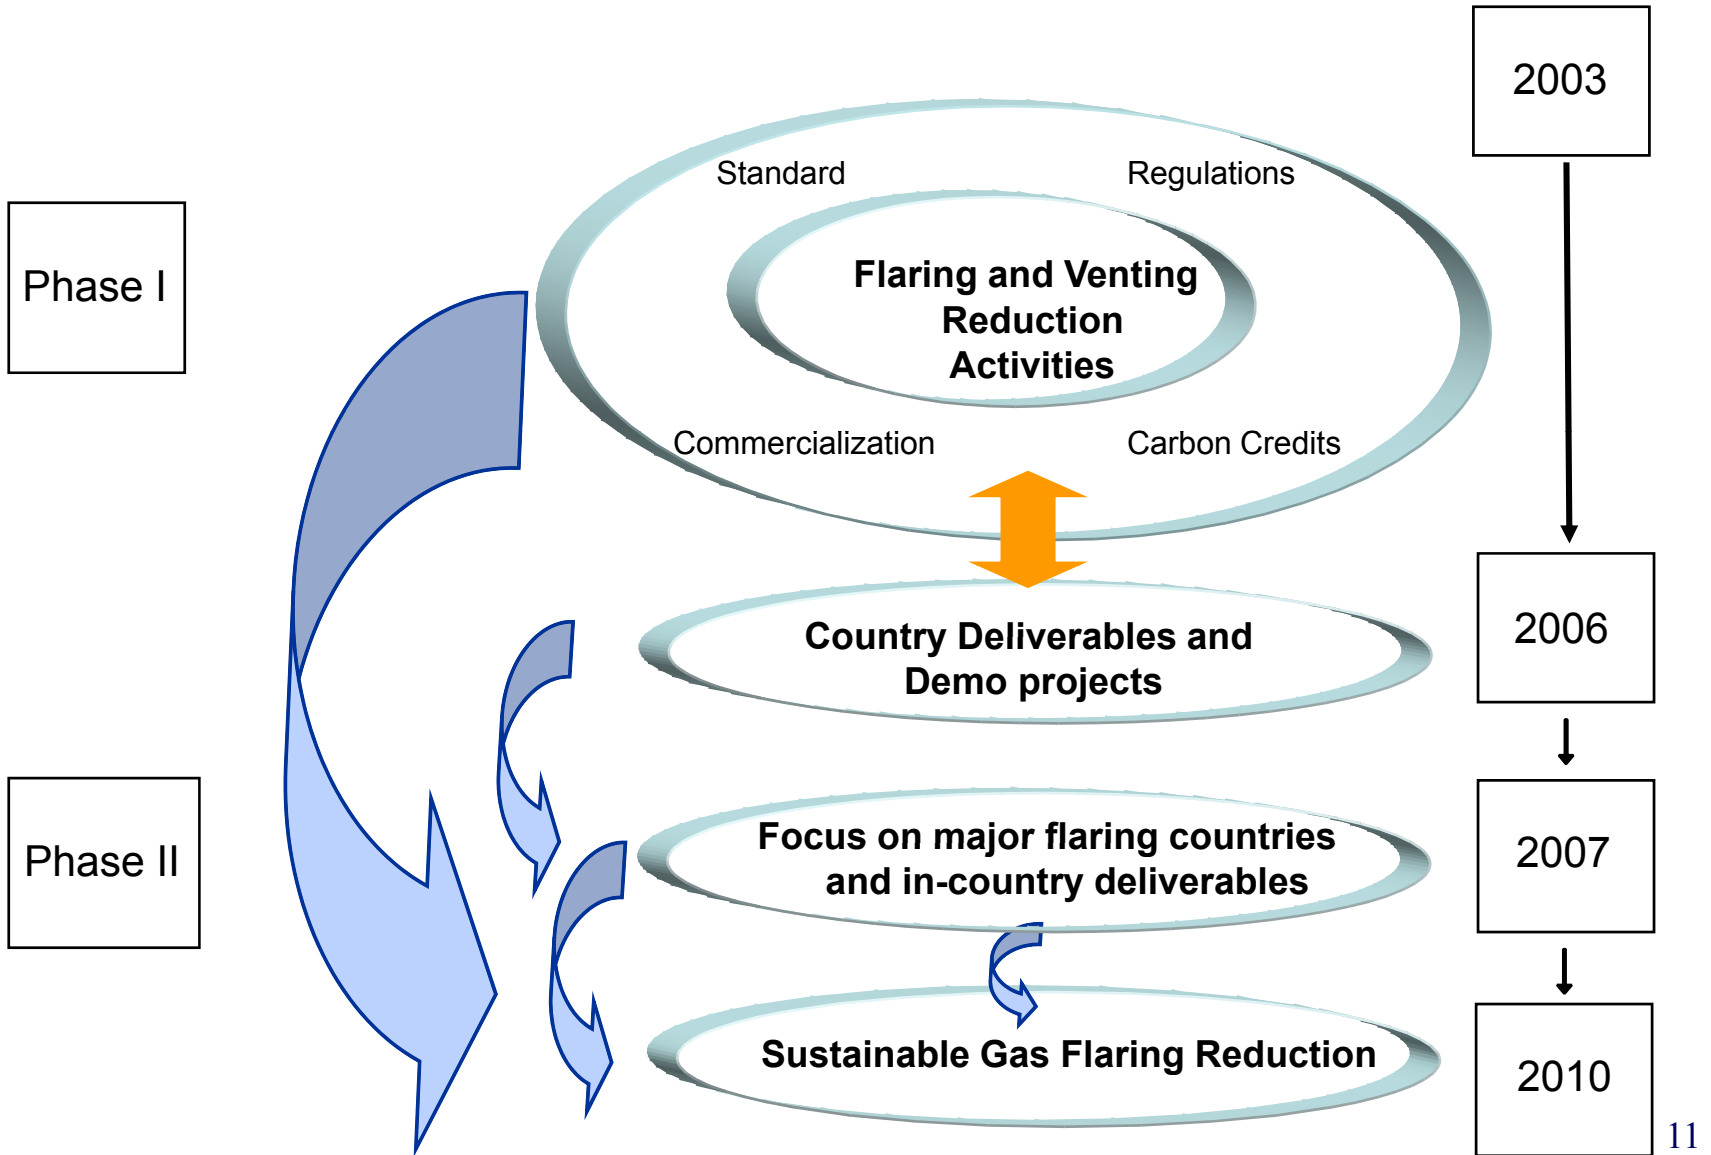 2003
Standard
Regulations
Phase I
Flaring and Venting
Reduction
Activities
Commercialization
Carbon Credits
Country Deliverables and
Demo projects
2006
Phase II
Focus on major flaring countries
and in-country deliverables
2007
Sustainable Gas Flaring Reduction
2010
11